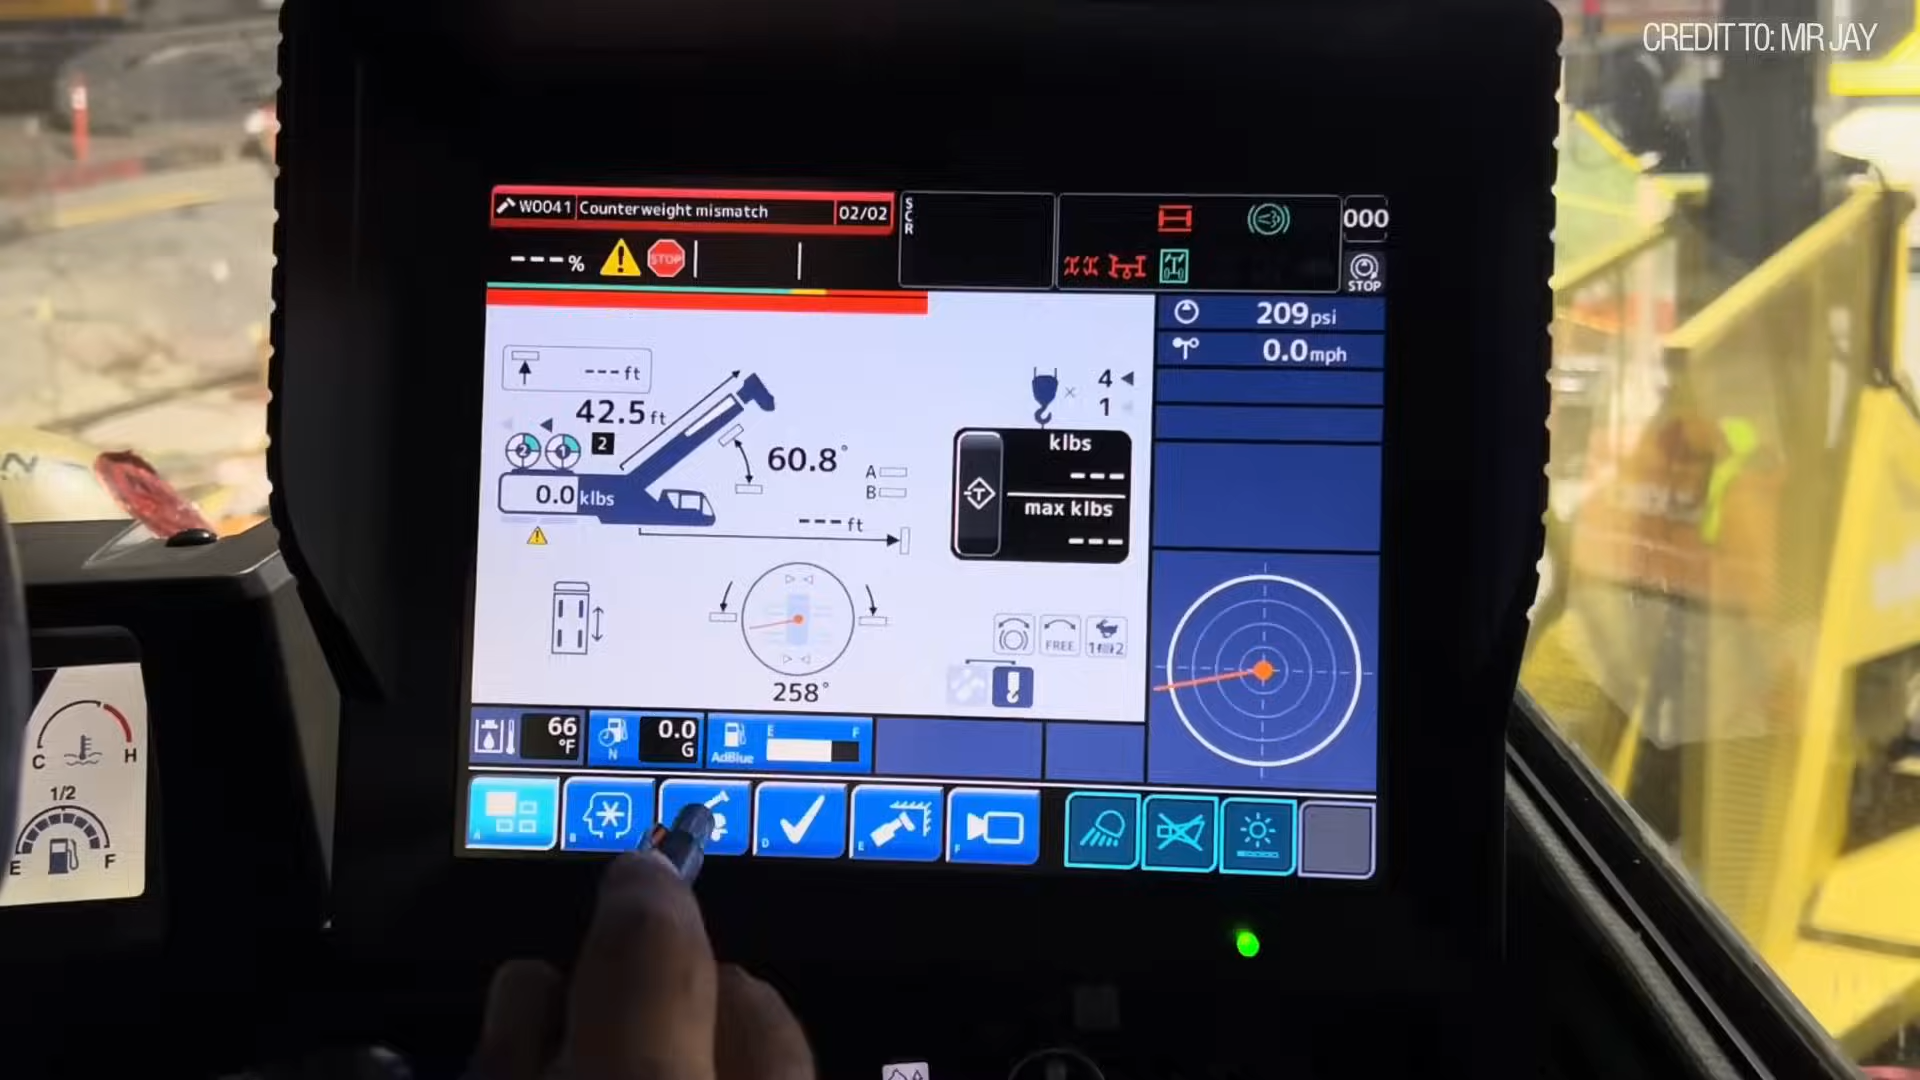 CREDIT TO: MR JAY
W0041 Counterweight mismatch 02/02
SCR
000
---% STOP
STOP
209 psi
0.0 mph
---ft
42.5 ft
2
2 1
60.8°
A
B
0.0 klbs
---ft
4
1
× 
klbs
---
max klbs
---
T
FREE
1 2
258°
66 °F
N
0.0 G
AdBlue
E F
A B D E F
C H
1/2
E F